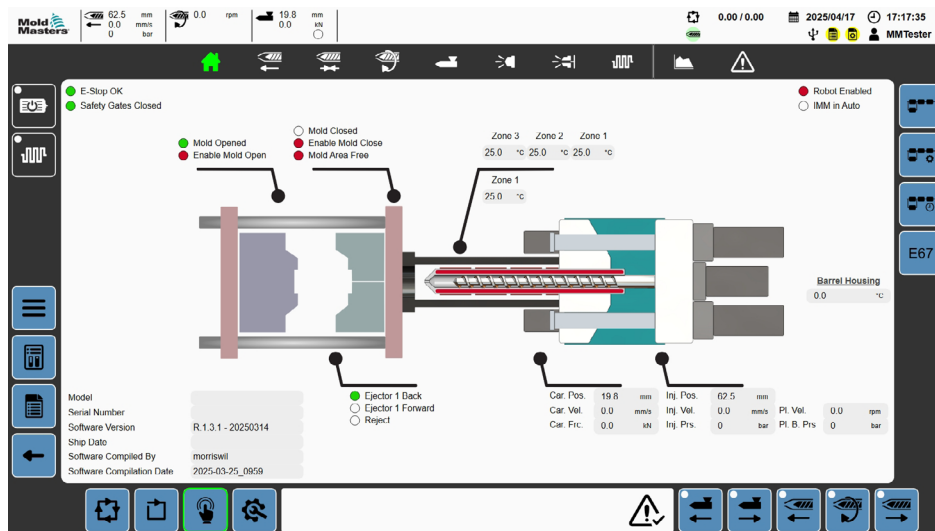 Mold
Masters
62.5 mm
0.0 mm/s
0 bar
0.0 rpm
19.8 mm
0.0 kN
0.00 / 0.00
2025/04/17
17:17:35
MMTester
E-Stop OK
Safety Gates Closed
Robot Enabled
IMM in Auto
Mold Opened
Enable Mold Open
Mold Closed
Enable Mold Close
Mold Area Free
Zone 3 Zone 2 Zone 1
25.0 °C 25.0 °C 25.0 °C
Zone 1
25.0 °C
E67
Barrel Housing
0.0 °C
Ejector 1 Back
Ejector 1 Forward
Reject
Model
Serial Number
Software Version R.1.3.1 - 20250314
Ship Date
Software Compiled By morriswil
Software Compilation Date 2025-03-25_0959
Car. Pos. 19.8 mm Inj. Pos. 62.5 mm
Car. Vel. 0.0 mm/s Inj. Vel. 0.0 mm/s Pl. Vel. 0.0 rpm
Car. Frc. 0.0 kN Inj. Prs. 0 bar Pl. B. Prs 0 bar